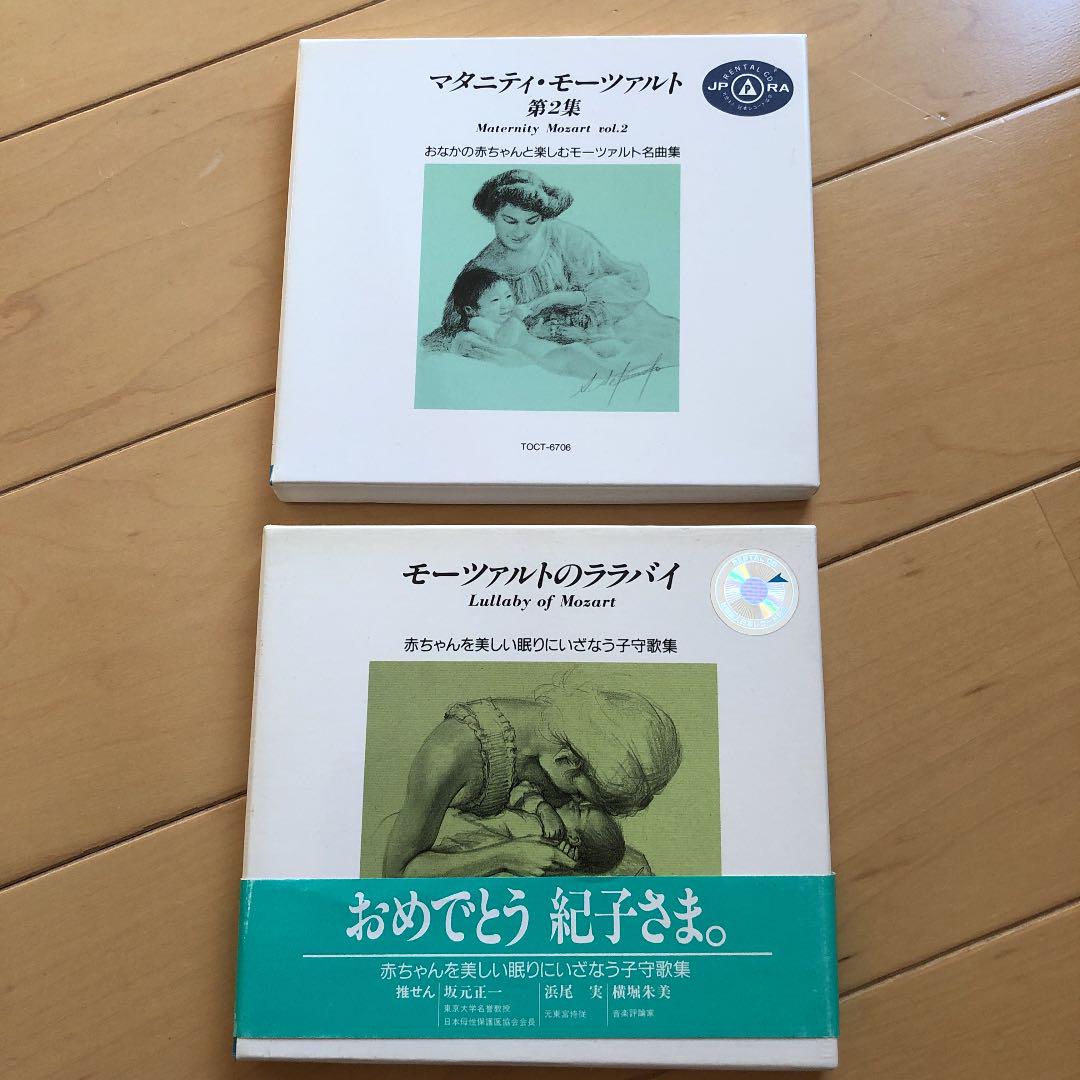 マタニティ・モーツァルト
第2集
Maternity Mozart vol.2
おなかの赤ちゃんと楽しむモーツァルト名曲集
RENTAL CD
JP RA
TOCT-6706
モーツァルトのララバイ
Lullaby of Mozart
赤ちゃんを美しい眠りにいざなう子守歌集
RENTAL CD
おめでとう 紀子さま。
赤ちゃんを美しい眠りにいざなう子守歌集
推せん 坂元正一 浜尾 実 横堀朱美
東京大学名誉教授 元東宮侍従 音楽評論家
日本母性保護医協会会長